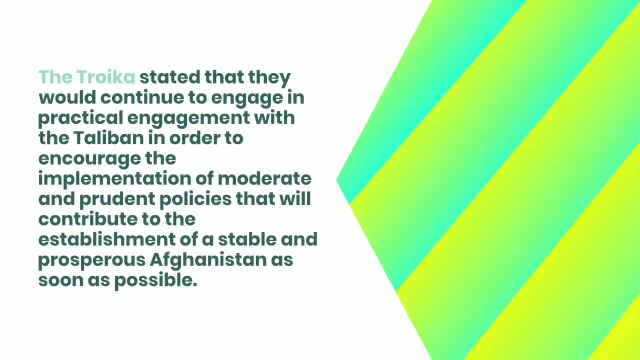 The Troika stated that they
would continue to engage in
practical engagement with
the Taliban in order to
encourage the
implementation of moderate
and prudent policies that will
contribute to the
establishment of a stable and
prosperous Afghanistan as
soon as possible.